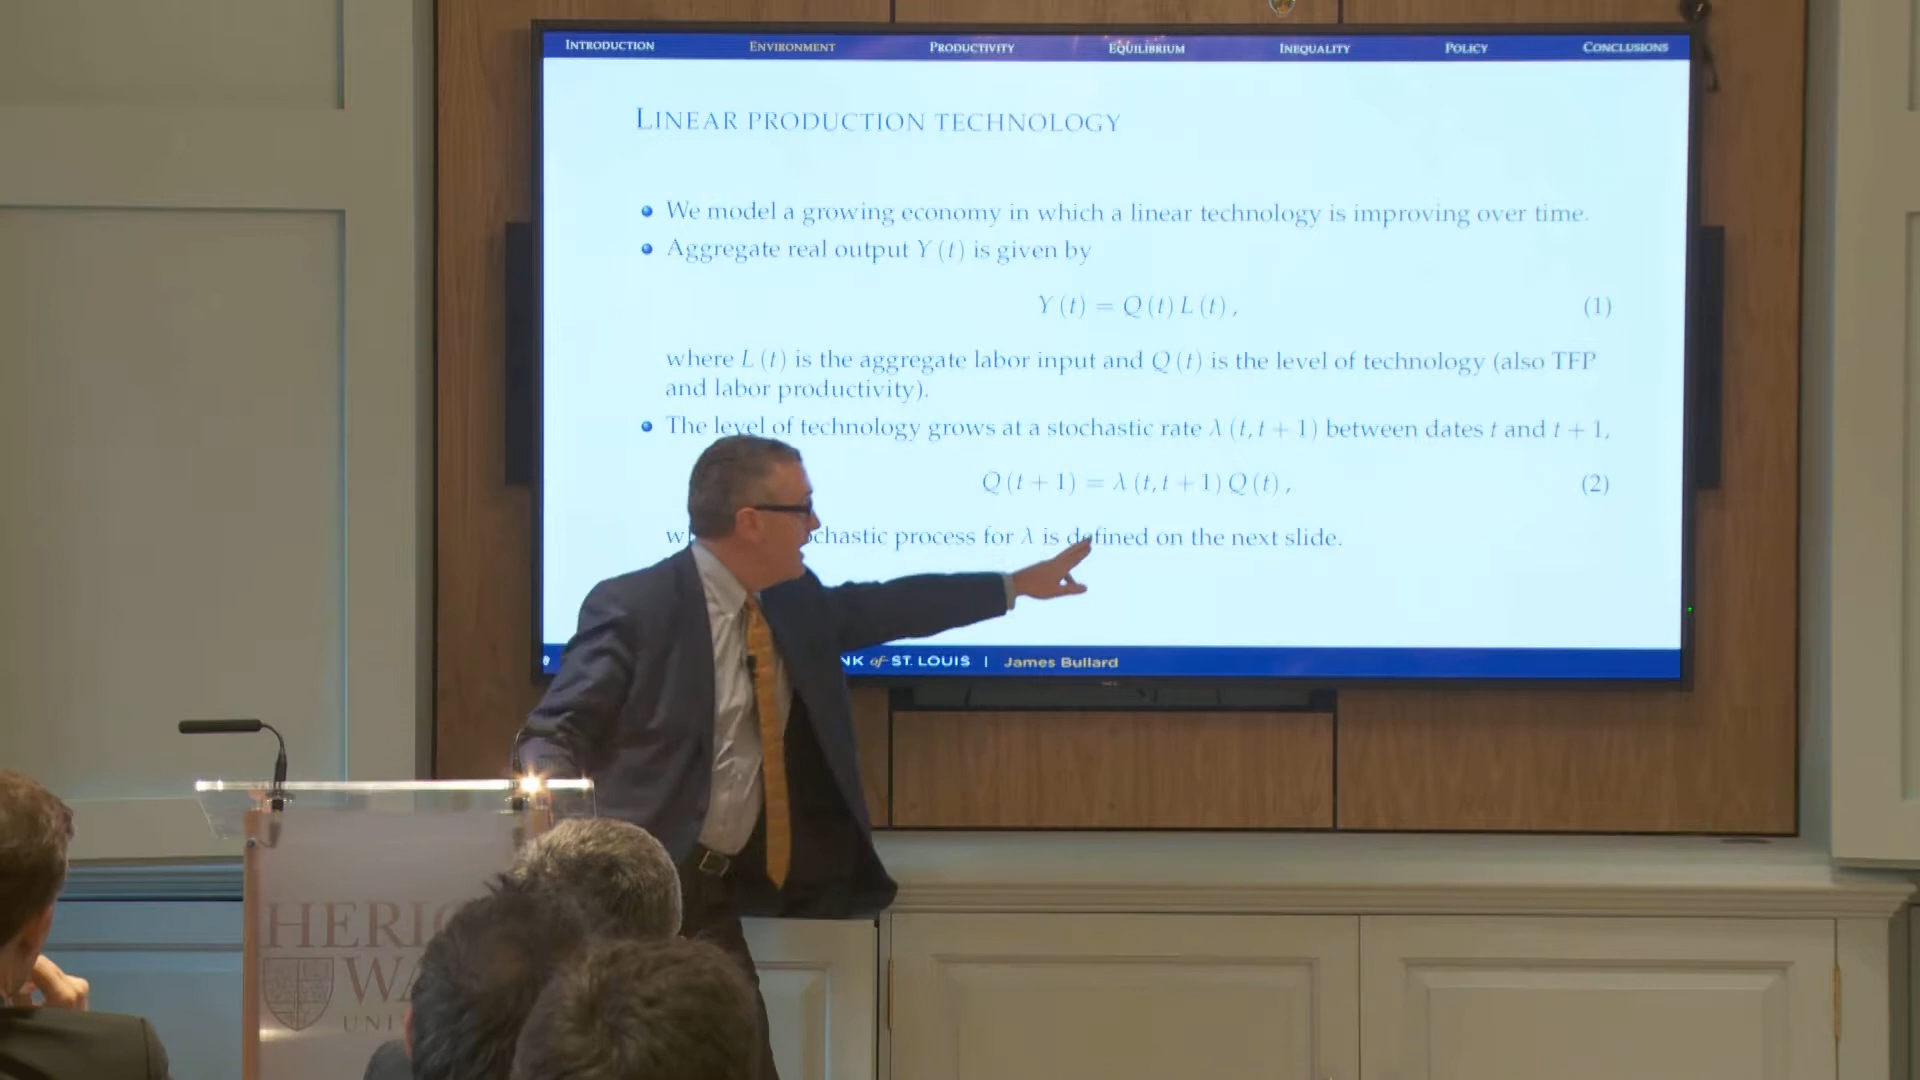 INTRODUCTION ENVIRONMENT PRODUCTIVITY EQUILIBRIUM INEQUALITY POLICY CONCLUSIONS
LINEAR PRODUCTION TECHNOLOGY
We model a growing economy in which a linear technology is improving over time.
Aggregate real output Y (t) is given by
Y (t) = Q (t) L (t) , (1)
where L (t) is the aggregate labor input and Q (t) is the level of technology (also TFP
and labor productivity).
The level of technology grows at a stochastic rate λ (t, t + 1) between dates t and t + 1,
Q (t + 1) = λ (t, t + 1) Q (t) , (2)
chastic process for λ is defined on the next slide.
NK of ST. LOUIS | James Bullard
HERIO
WA
UNIV